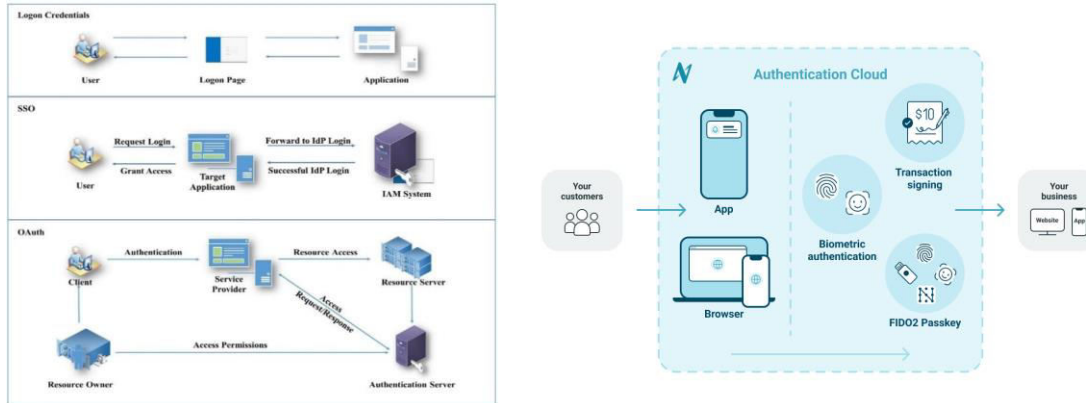 Logon Credentials
User
Logon Page
Application
SSO
Request Login
Grant Access
User
Target
Application
Forward to IdP Login
Successful IdP Login
IAM System
OAuth
Authentication
Resource Access
Client
Service
Provider
Resource Server
Access
Request/Response
Access Permissions
Resource Owner
Authentication Server
Your
customers
Authentication Cloud
App
Browser
Biometric
authentication
$10
Transaction
signing
FIDO2 Passkey
Your
business
Website
App